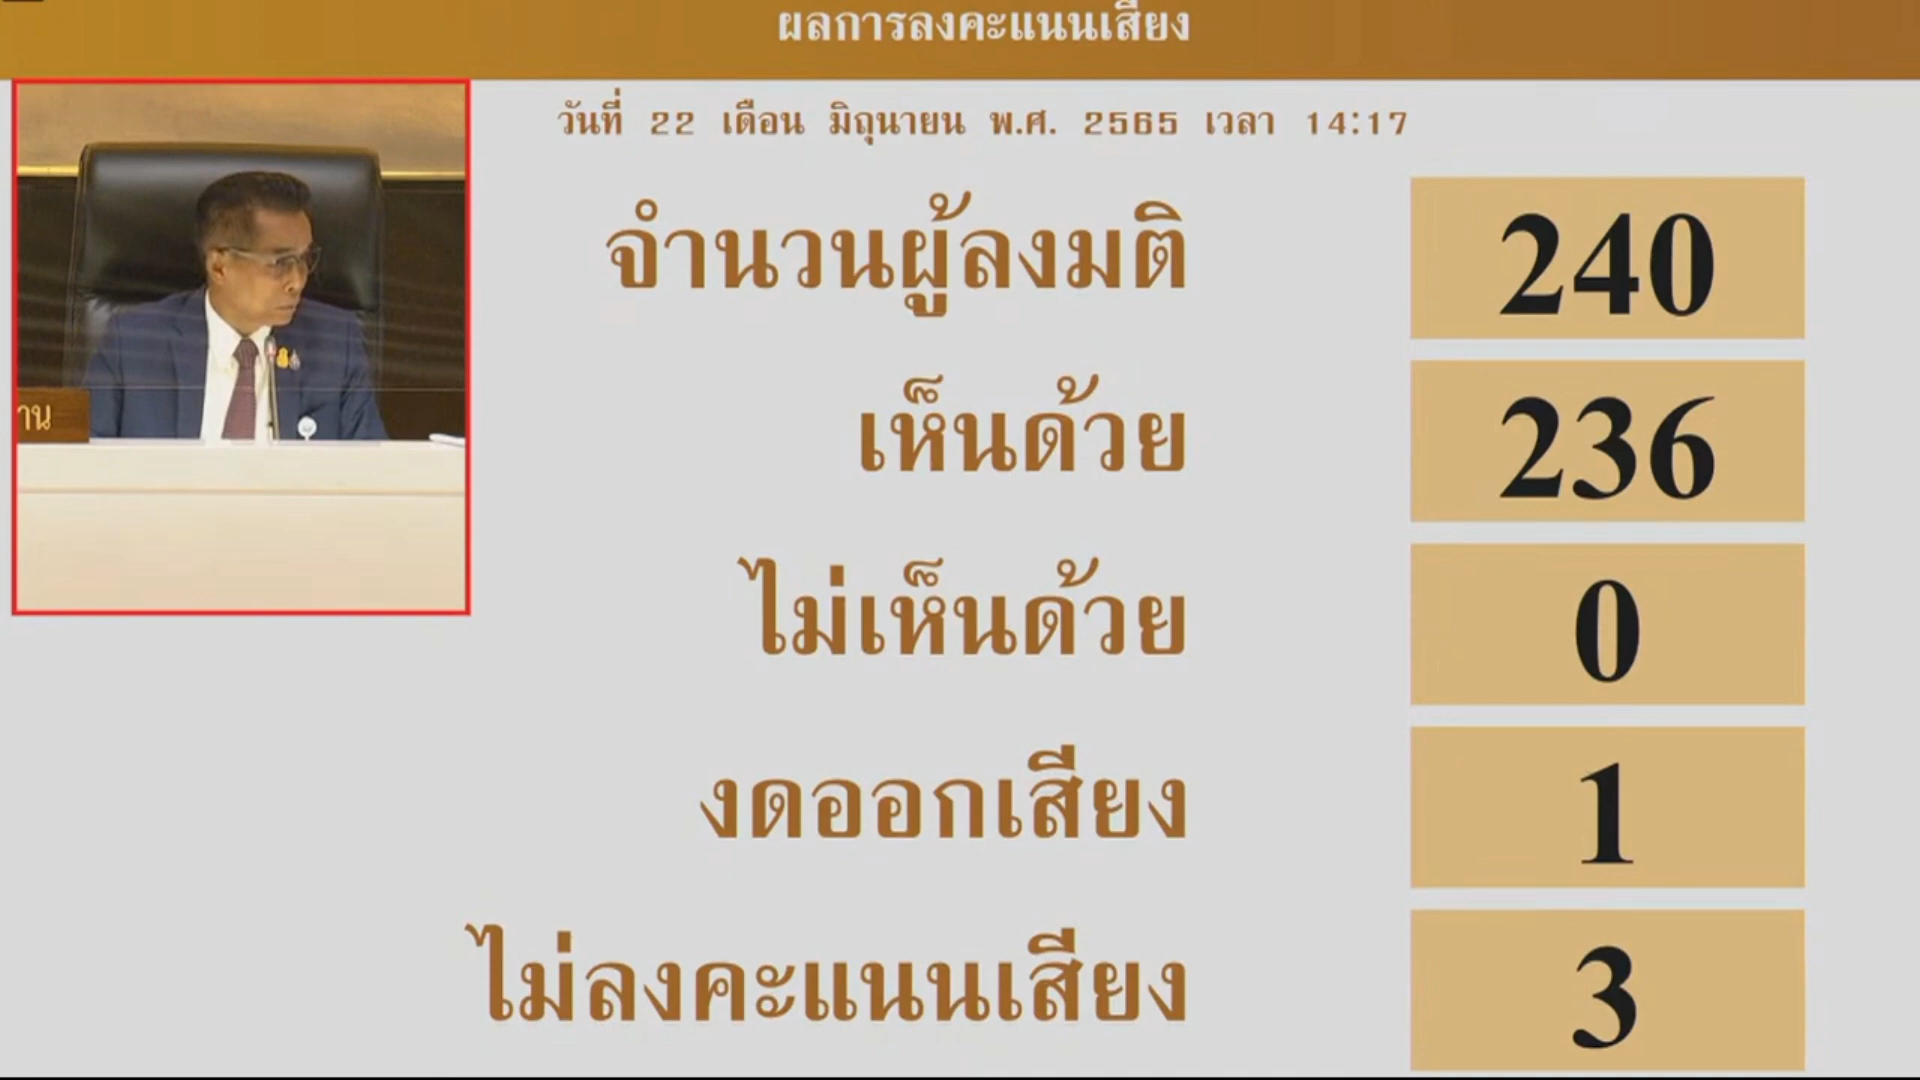 ผลการลงคะแนนเสียง
วันที่ 22 เดือน มิถุนายน พ.ศ. 2565 เวลา 14:17
จำนวนผู้ลงมติ 240
เห็นด้วย 236
ไม่เห็นด้วย 0
งดออกเสียง 1
ไม่ลงคะแนนเสียง 3